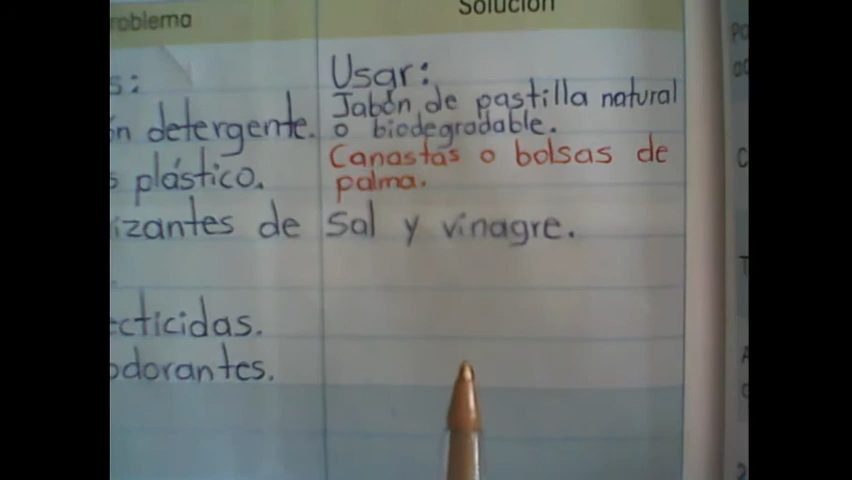 roblema
Solución
s:
Usar:
ón detergente.
Jabón de pastilla natural
o biodegradable.
s plástico.
Canastas o bolsas de
palma.
izantes de
Sal y vinagre.
cticidas.
odorantes.